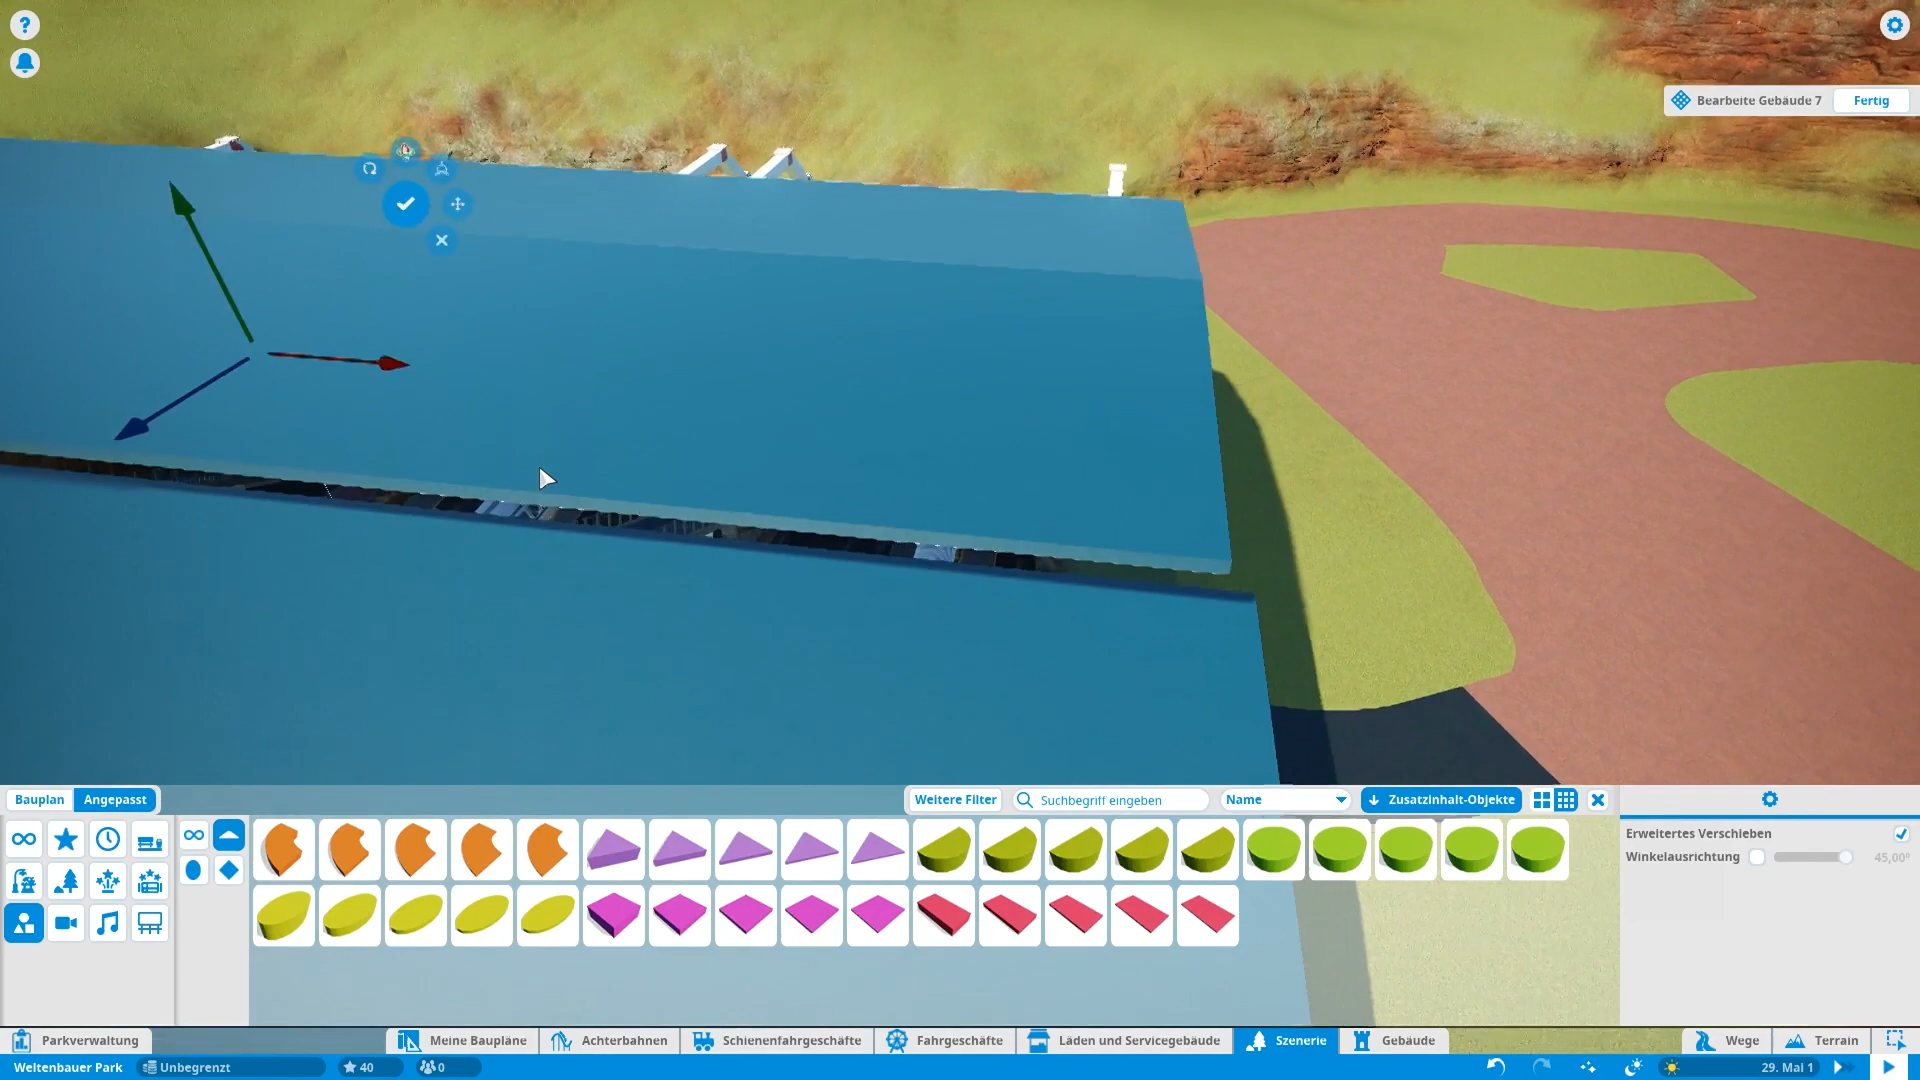 ?
Bearbeite Gebäude 7 Fertig
Bauplan Angepasst
Weitere Filter Suchbegriff eingeben Name Zusatzinhalt-Objekte
Erweitertes Verschieben
Winkelausrichtung 45,00°
Parkverwaltung Meine Baupläne Achterbahnen Schienenfahrgeschäfte Fahrgeschäfte Läden und Servicegebäude Szenerie Gebäude Wege Terrain
Weltenbauer Park Unbegrenzt 40 0 29. Mai 1